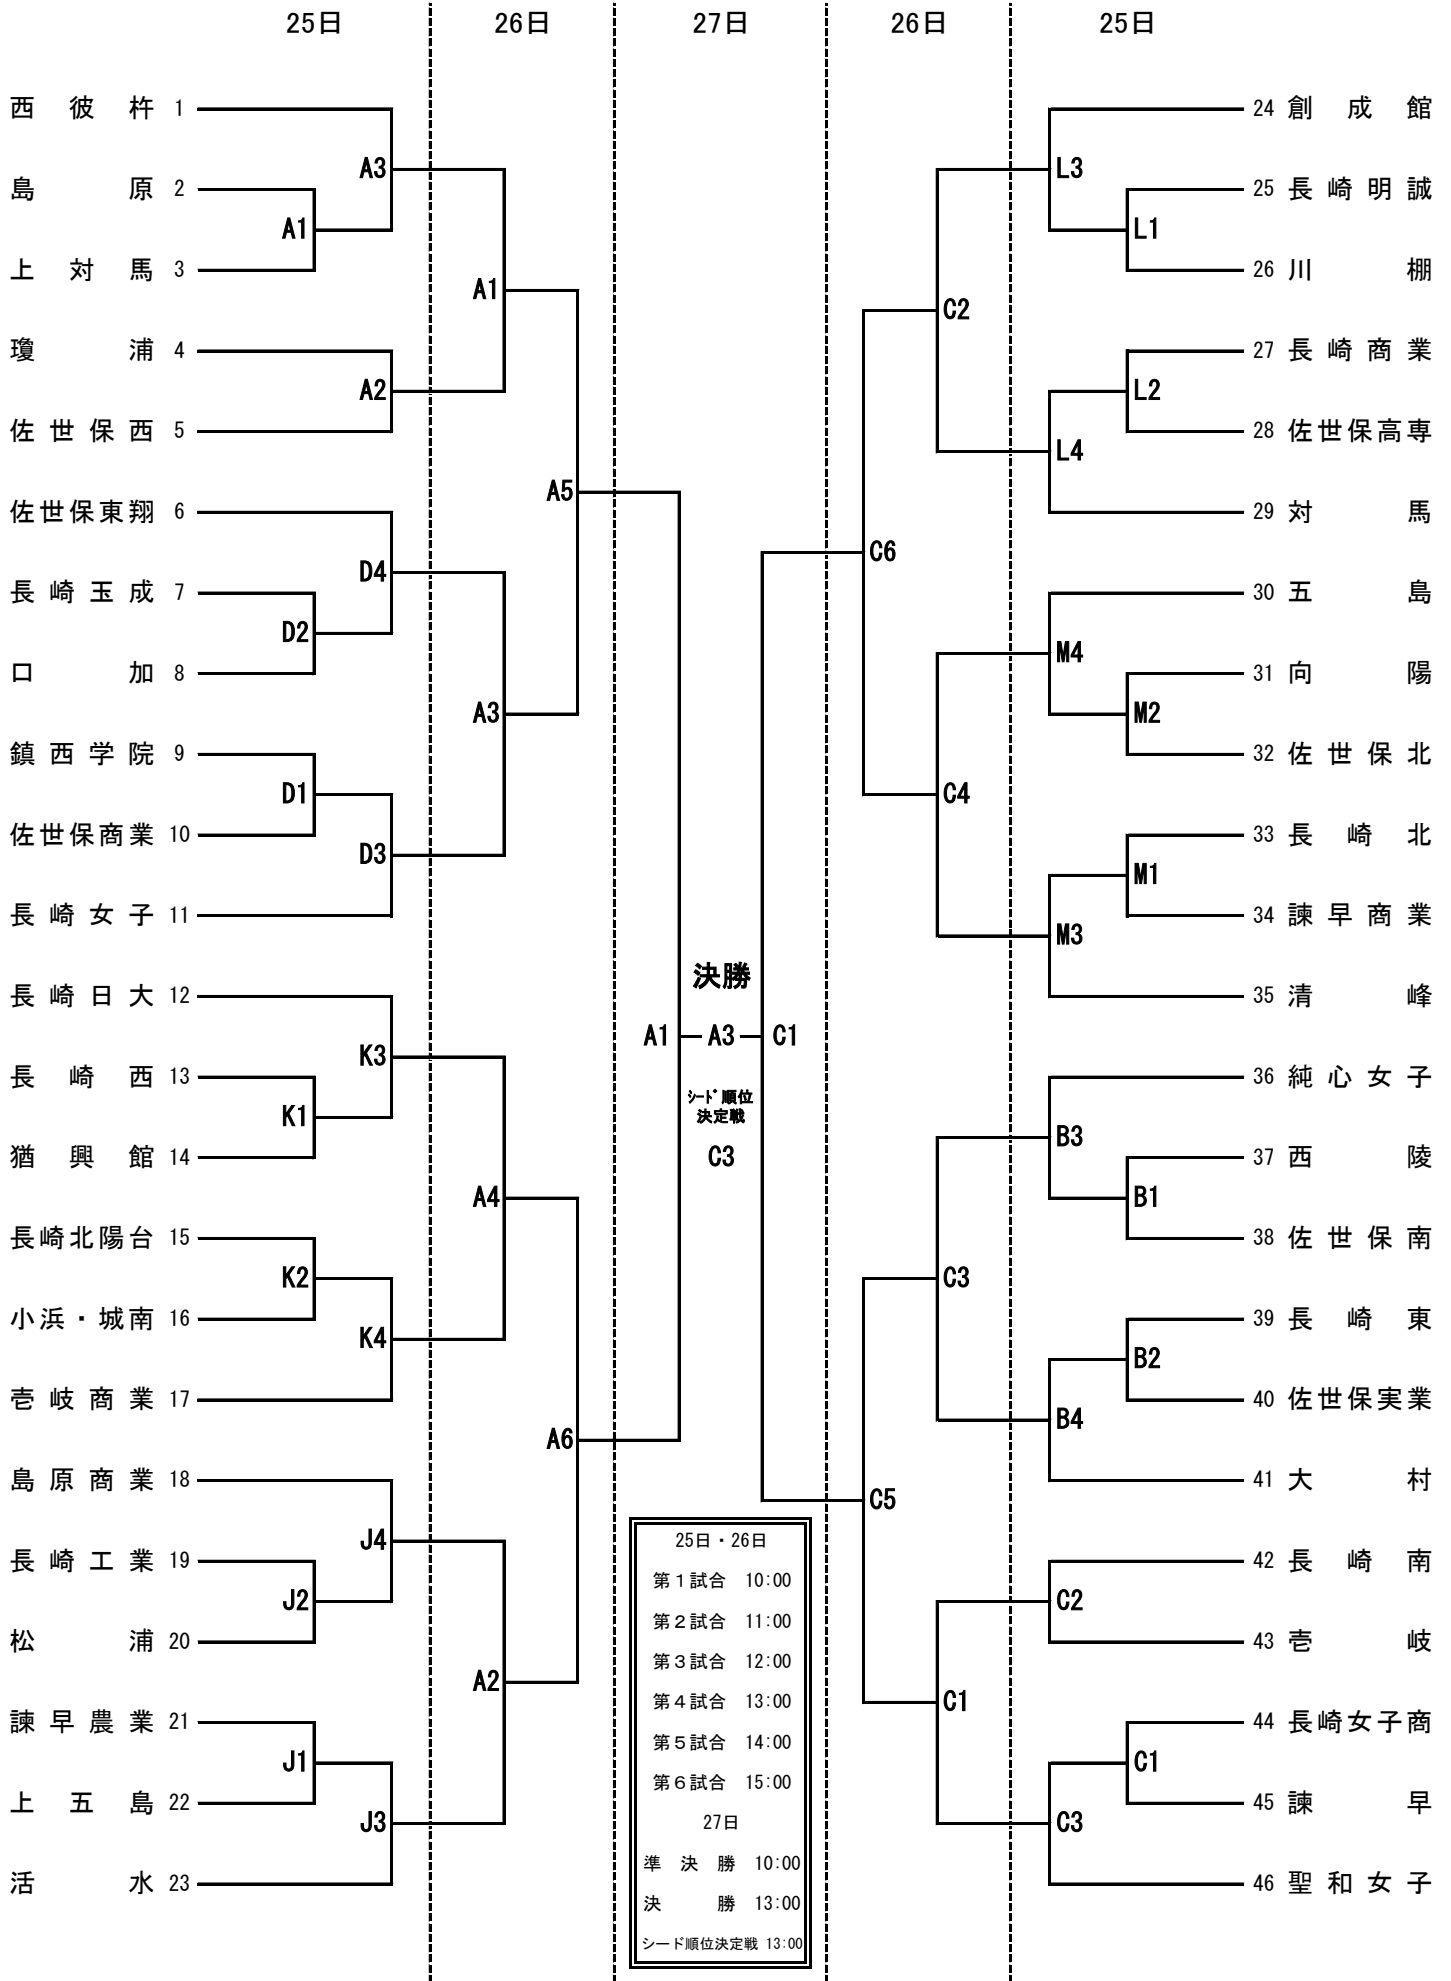 25日 26日 27日 26日 25日
西彼杵 1
A3
島原 2
A1
上対馬 3
A1
瓊浦 4
A2
佐世保西 5
A5
佐世保東翔 6
D4
長崎玉成 7
D2
口加 8
A3
鎮西学院 9
D1
佐世保商業 10
D3
長崎女子 11
長崎日大 12
K3
長崎西 13
K1
猶興館 14
A4
長崎北陽台 15
K2
小浜・城南 16
K4
壱岐商業 17
A6
島原商業 18
J4
長崎工業 19
J2
松浦 20
A2
諫早農業 21
J1
上五島 22
J3
活水 23
決勝
A1 A3 C1
シード順位
決定戦
C3
25日・26日
第1試合 10:00
第2試合 11:00
第3試合 12:00
第4試合 13:00
第5試合 14:00
第6試合 15:00
27日
準決勝 10:00
決勝 13:00
シード順位決定戦 13:00
24 創成館
L3
25 長崎明誠
L1
26 川棚
C2
27 長崎商業
L2
28 佐世保高専
L4
29 対馬
C6
30 五島
M4
31 向陽
M2
32 佐世保北
C4
33 長崎北
M1
34 諫早商業
M3
35 清峰
36 純心女子
B3
37 西陵
B1
38 佐世保南
C3
39 長崎東
B2
40 佐世保実業
B4
41 大村
C5
42 長崎南
C2
43 壱岐
C1
44 長崎女子商
C1
45 諫早
C3
46 聖和女子